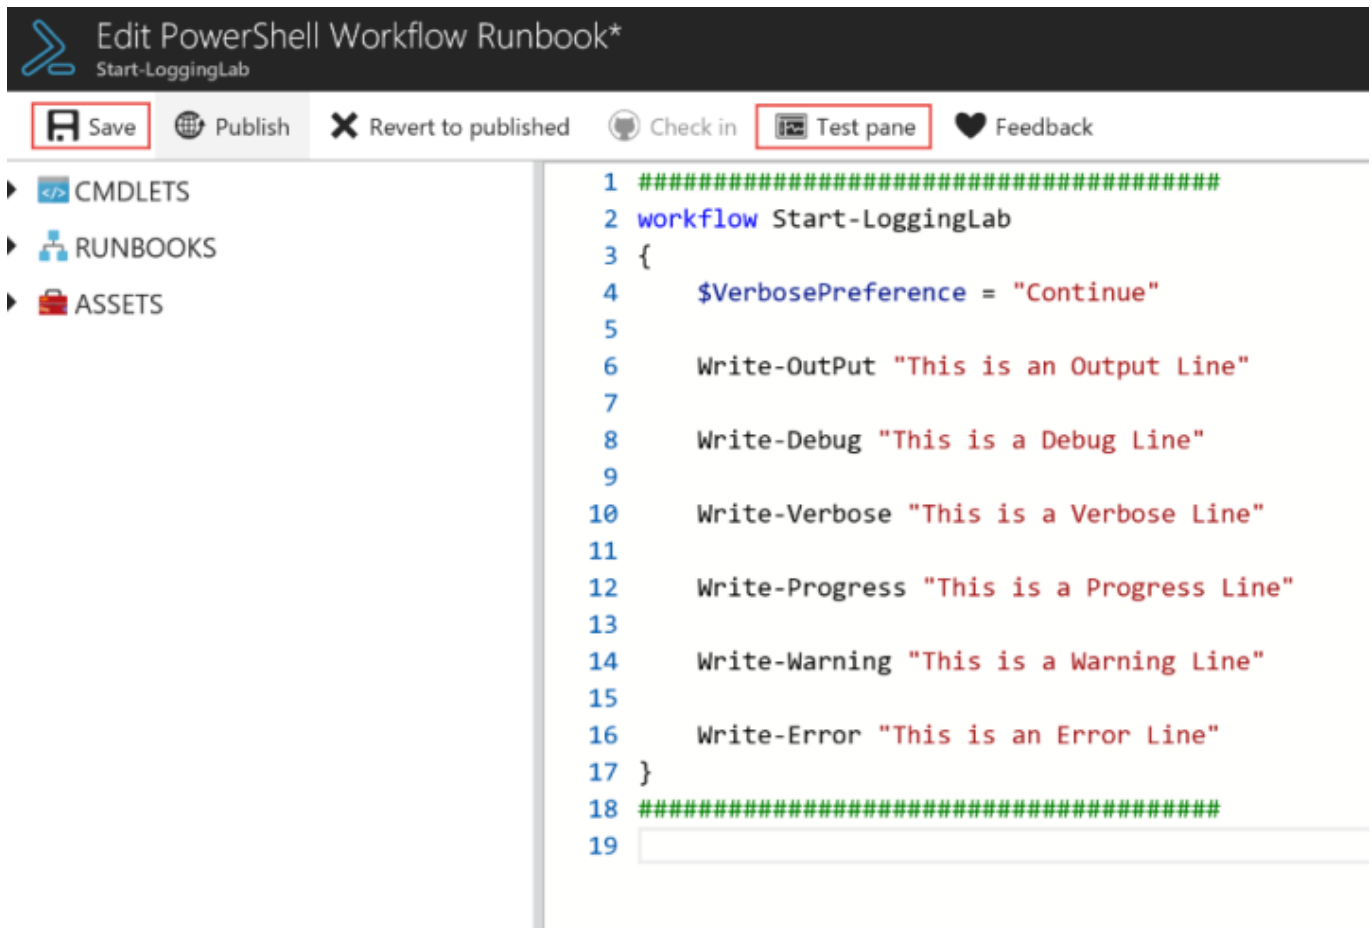 Edit PowerShell Workflow Runbook*
Start-LoggingLab
Save Publish Revert to published Check in Test pane Feedback
CMDLETS
RUNBOOKS
ASSETS
1 #######################################
2 workflow Start-LoggingLab
3 {
4 $VerbosePreference = "Continue"
5
6 Write-OutPut "This is an Output Line"
7
8 Write-Debug "This is a Debug Line"
9
10 Write-Verbose "This is a Verbose Line"
11
12 Write-Progress "This is a Progress Line"
13
14 Write-Warning "This is a Warning Line"
15
16 Write-Error "This is an Error Line"
17 }
18 #######################################
19